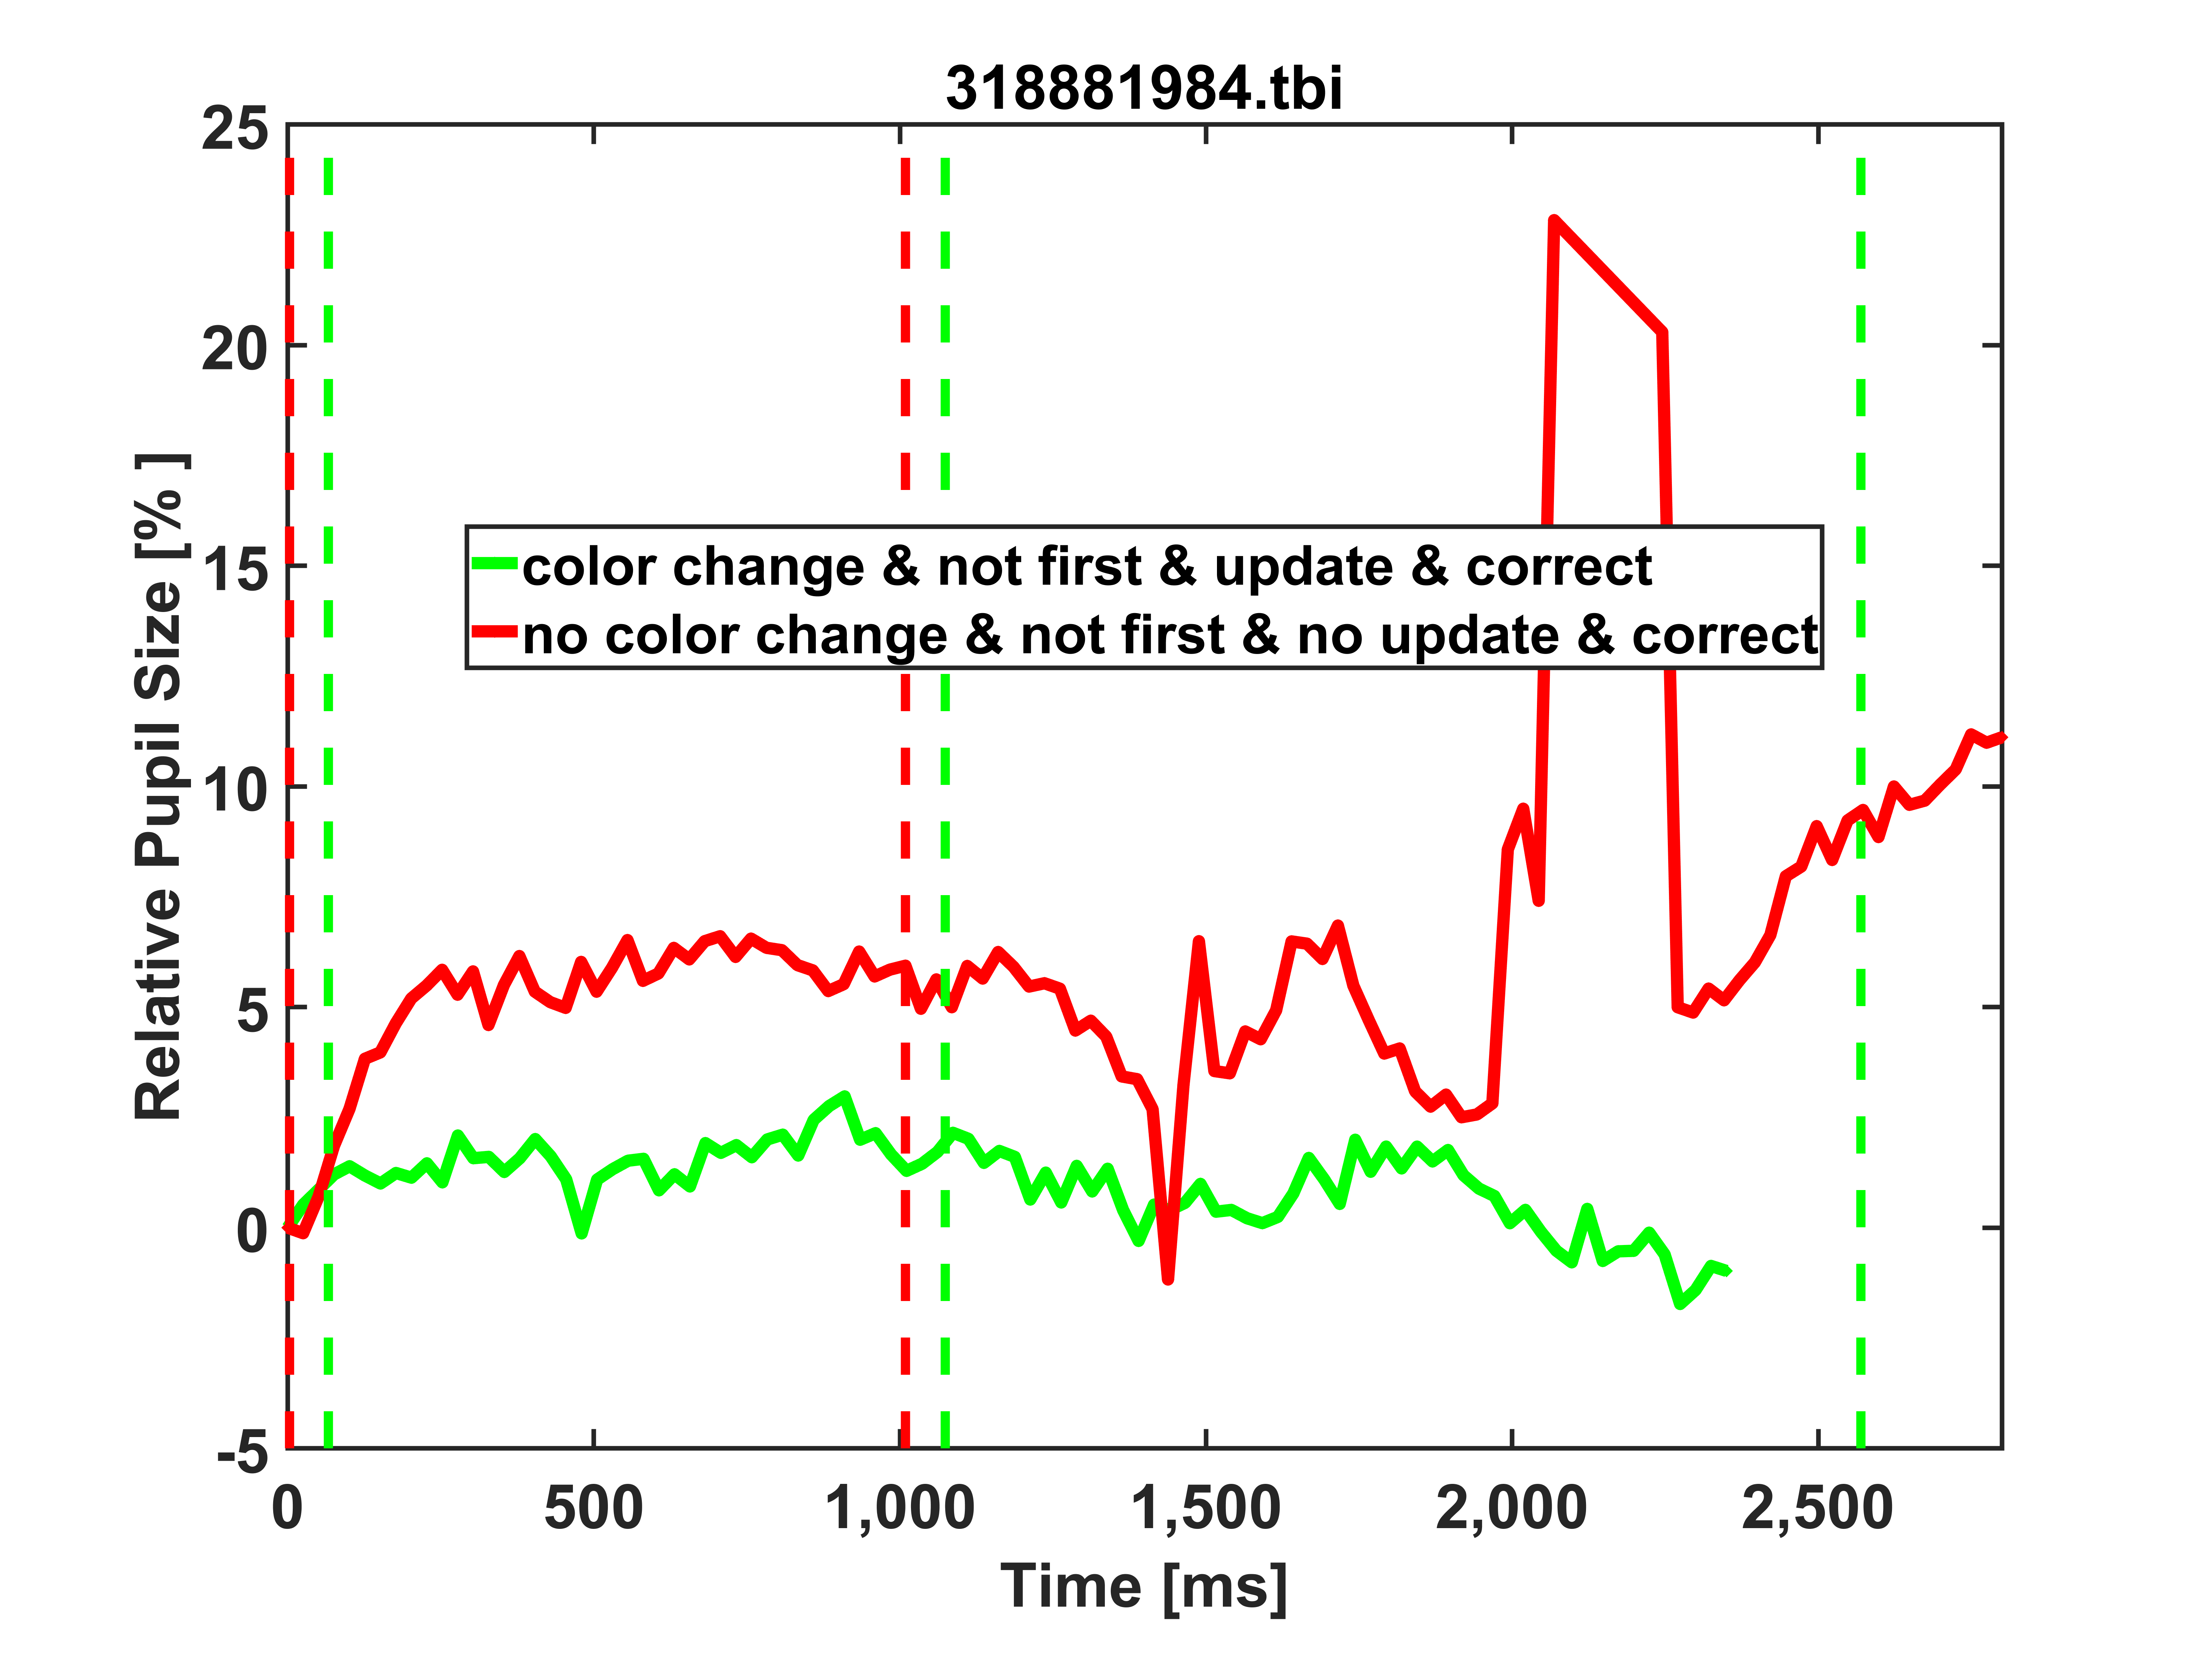 318881984.tbi
25
20
15
10
5
0
-5
Relative Pupil Size [% ]
color change & not first & update & correct
no color change & not first & no update & correct
0 500 1,000 1,500 2,000 2,500
Time [ms]